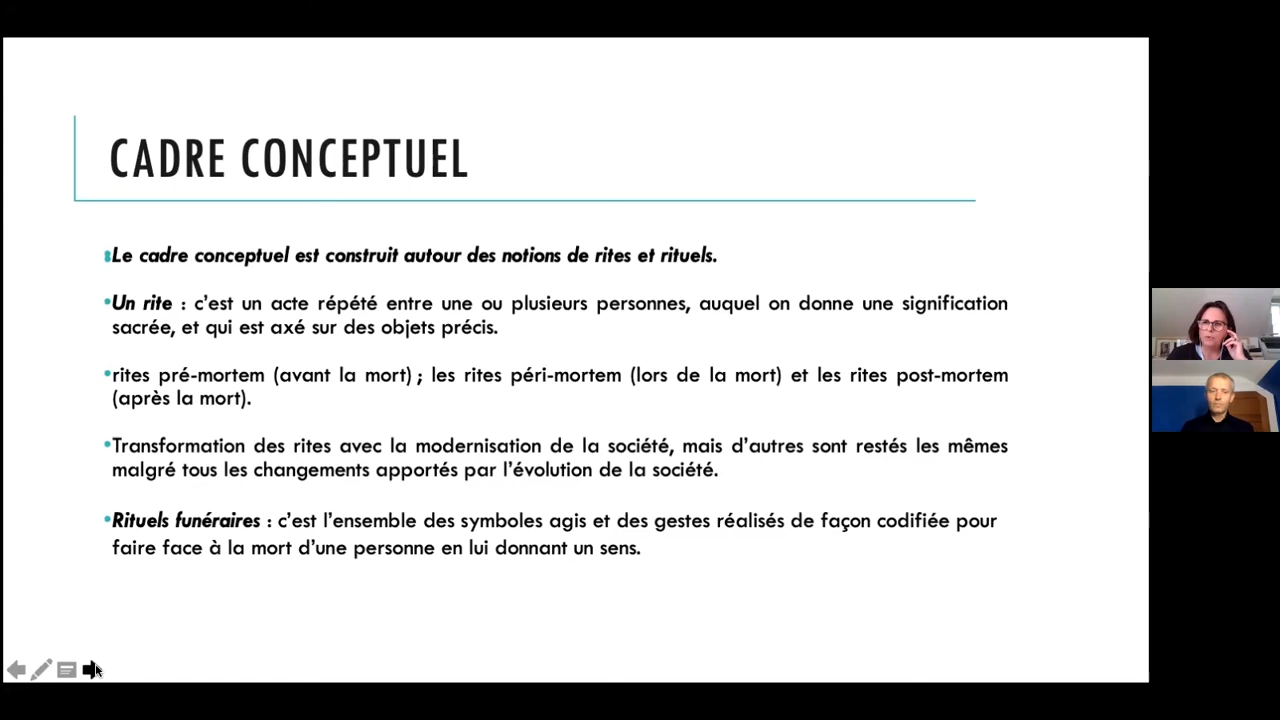 CADRE CONCEPTUEL
Le cadre conceptuel est construit autour des notions de rites et rituels.
•Un rite : c’est un acte répété entre une ou plusieurs personnes, auquel on donne une signification
sacrée, et qui est axé sur des objets précis.
•rites pré-mortem (avant la mort) ; les rites péri-mortem (lors de la mort) et les rites post-mortem
(après la mort).
•Transformation des rites avec la modernisation de la société, mais d’autres sont restés les mêmes
malgré tous les changements apportés par l’évolution de la société.
•Rituels funéraires : c’est l’ensemble des symboles agis et des gestes réalisés de façon codifiée pour
faire face à la mort d’une personne en lui donnant un sens.